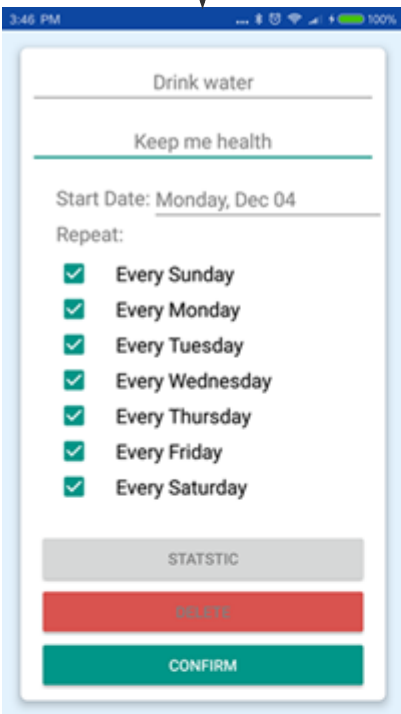 3:46 PM ... 100%
Drink water
Keep me health
Start Date: Monday, Dec 04
Repeat:
Every Sunday
Every Monday
Every Tuesday
Every Wednesday
Every Thursday
Every Friday
Every Saturday
STATSTIC
DELETE
CONFIRM